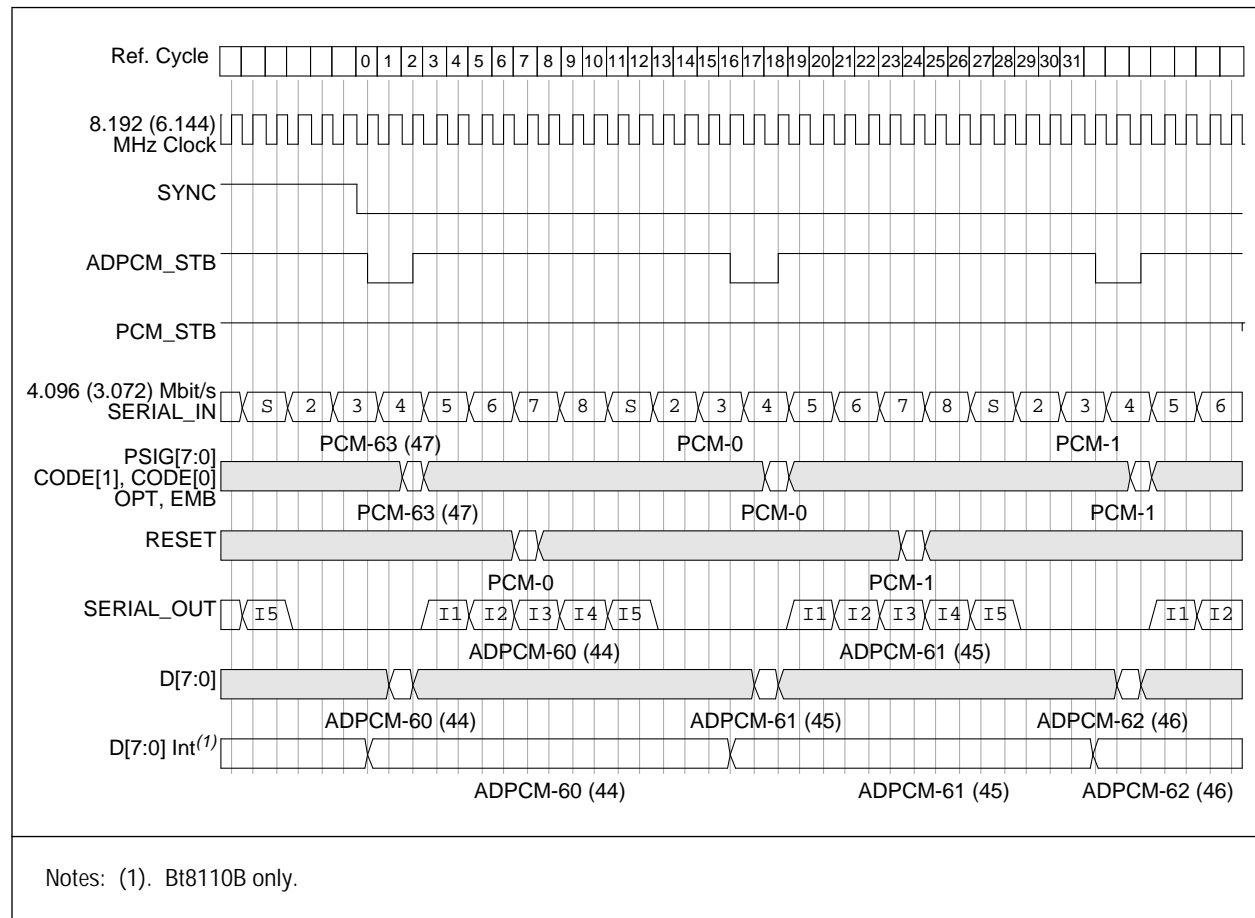 Ref. Cycle 0 1 2 3 4 5 6 7 8 9 10 11 12 13 14 15 16 17 18 19 20 21 22 23 24 25 26 27 28 29 30 31
8.192 (6.144)
MHz Clock
SYNC
ADPCM_STB
PCM_STB
4.096 (3.072) Mbit/s
SERIAL_IN S 2 3 4 5 6 7 8 S 2 3 4 5 6 7 8 S 2 3 4 5 6
PCM-63 (47) PCM-0 PCM-1
PSIG[7:0]
CODE[1], CODE[0]
OPT, EMB
PCM-63 (47) PCM-0 PCM-1
RESET
PCM-0 PCM-1
SERIAL_OUT I5 I1 I2 I3 I4 I5 I1 I2 I3 I4 I5 I1 I2
ADPCM-60 (44) ADPCM-61 (45)
D[7:0]
ADPCM-60 (44) ADPCM-61 (45) ADPCM-62 (46)
D[7:0] Int(1)
ADPCM-60 (44) ADPCM-61 (45) ADPCM-62 (46)
Notes: (1). Bt8110B only.